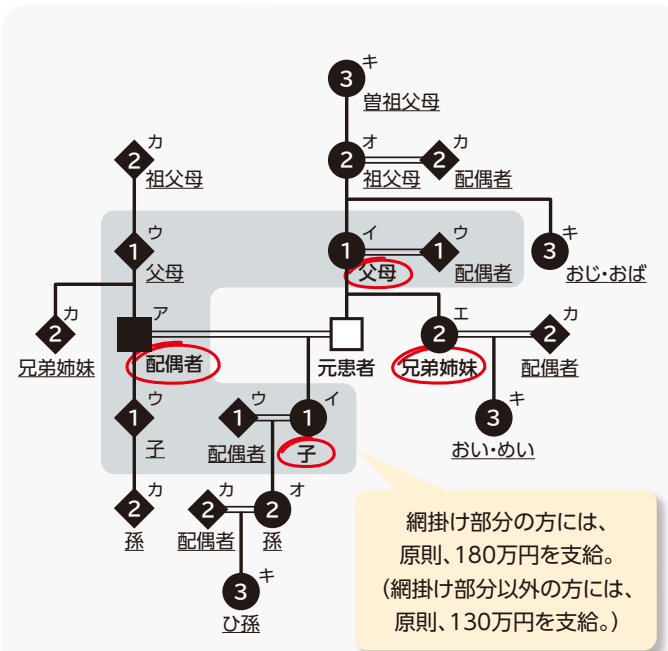 キ
3
曽祖父母
カ
2
祖父母
オ
2
祖父母
カ
2
配偶者
ウ
1
父母
イ
1
父母
ウ
1
配偶者
キ
3
おじ・おば
カ
2
兄弟姉妹
ア
配偶者
元患者
エ
2
兄弟姉妹
カ
2
配偶者
ウ
1
子
ウ
1
配偶者
イ
1
子
キ
3
おい・めい
カ
2
孫
カ
2
配偶者
オ
2
孫
キ
3
ひ孫
網掛け部分の方には、
原則、180万円を支給。
(網掛け部分以外の方には、
原則、130万円を支給。)